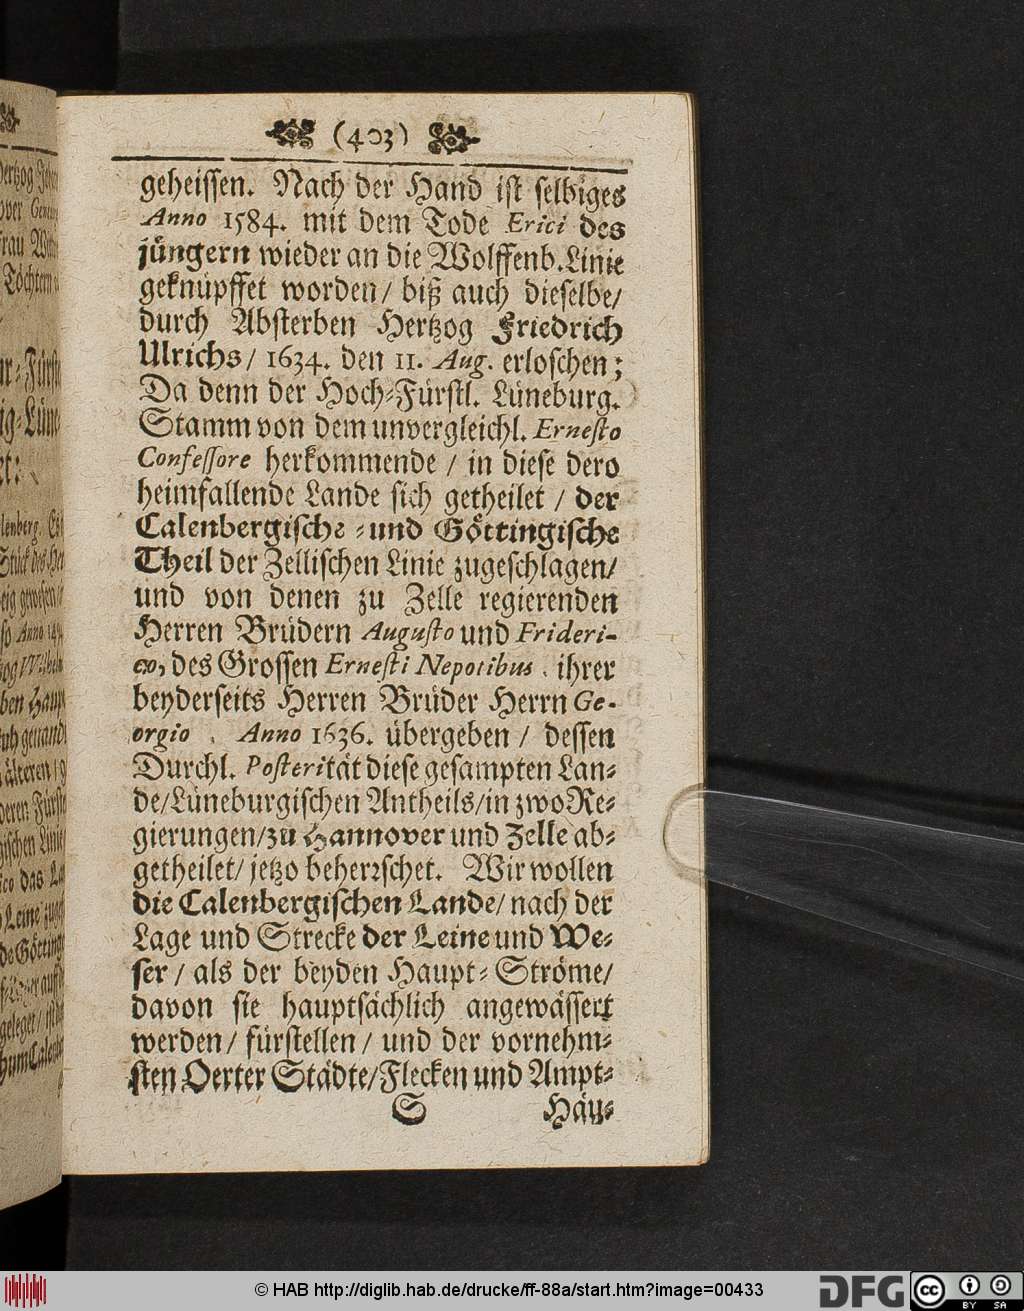 (403)
geheissen. Nach der Hand ist selbiges
Anno 1584. mit dem Tode Erici des
jüngern wieder an die Wolffenb. Linie
geknüpffet worden/ biß auch dieselbe/
durch Absterben Hertzog Friedrich
Ulrichs/ 1634. den 11. Aug. erloschen;
Da denn der Hoch-Fürstl. Lüneburg.
Stamm von dem unvergleichl. Ernesto
Confessore herkommende / in diese dero
heimfallende Lande sich getheilet / der
Calenbergische - und Göttingische
Theil der Zellischen Linie zugeschlagen/
und von denen zu Zelle regierenden
Herren Brüdern Augusto und Frideri-
co, des Grossen Ernesti Nepotibus, ihrer
beyderseits Herren Brüder Herrn Ge-
orgio, Anno 1636. übergeben / dessen
Durchl. Posterität diese gesampten Lan-
de/Lüneburgischen Antheils/in zwo Re-
gierungen/zu Hannover und Zelle ab-
getheilet/ jetzo beherrschet. Wir wollen
die Calenbergischen Lande/ nach der
Lage und Strecke der Leine und We-
ser / als der beyden Haupt-Ströme/
davon sie hauptsächlich angewässert
werden/ fürstellen / und der vornehm-
sten Oerter Städte/Flecken und Ampt-
S Häu-
© HAB http://diglib.hab.de/drucke/ff-88a/start.htm?image=00433
DFG
cc BY SA